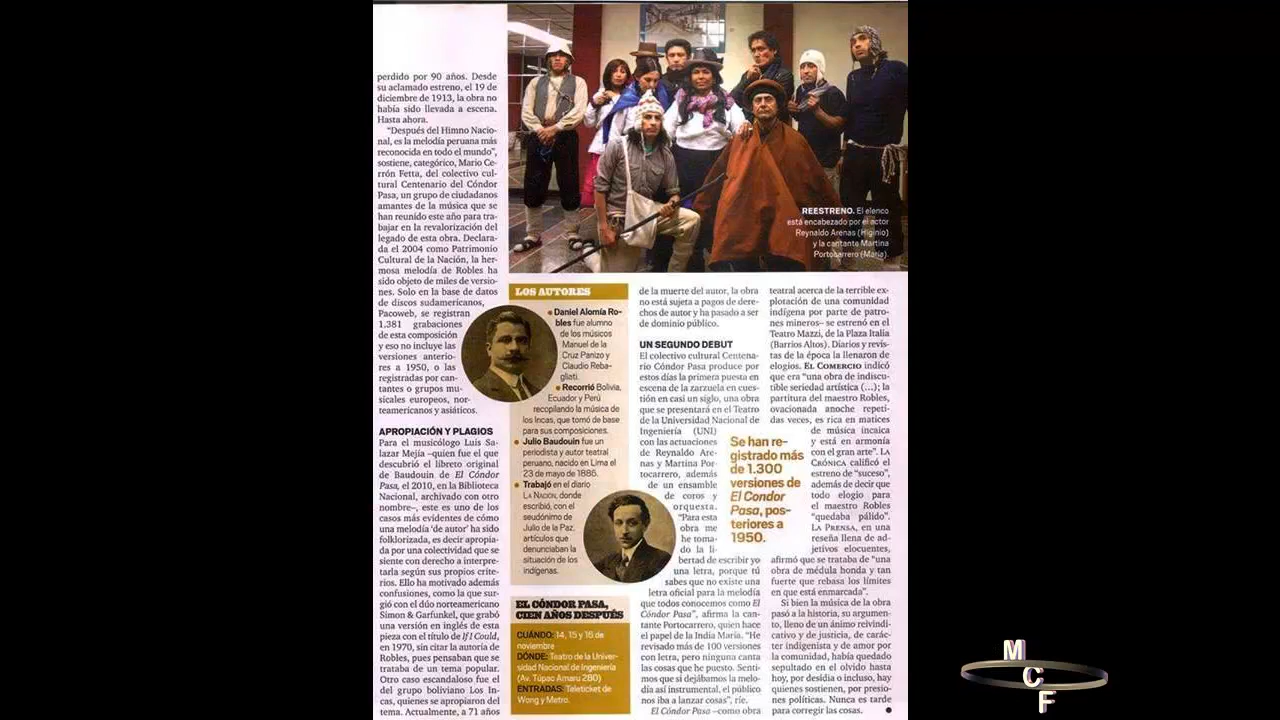 perdido por 90 años. Desde
su aclamado estreno, el 19 de
diciembre de 1913, la obra no
había sido llevada a escena.
Hasta ahora.
“Después del Himno Nacio-
nal, es la melodía peruana más
reconocida en todo el mundo”,
sostiene, categórico, Mario Ce-
rrón Fetta, del colectivo cul-
tural Centenario del Cóndor
Pasa, un grupo de ciudadanos
amantes de la música que se
han reunido este año para tra-
bajar en la revalorización del
legado de esta obra. Declara-
da el 2004 como Patrimonio
Cultural de la Nación, la her-
mosa melodía de Robles ha
sido objeto de miles de versio-
nes. Solo en la base de datos
de discos sudamericanos,
Pacoweb, se registran
1.381 grabaciones
de esta composición
y eso no incluye las
versiones anterio-
res a 1950, o las
registradas por can-
tantes o grupos mu-
sicales europeos, nor-
teamericanos y asiáticos.
APROPIACIÓN Y PLAGIOS
Para el musicólogo Luis Sa-
lazar Mejía –quien fue el que
descubrió el libreto original
de Baudouin de El Cóndor
Pasa, el 2010, en la Biblioteca
Nacional, archivado con otro
nombre–, este es uno de los
casos más evidentes de cómo
una melodía ‘de autor’ ha sido
folklorizada, es decir apropia-
da por una colectividad que se
siente con derecho a interpre-
tarla según sus propios crite-
rios. Ello ha motivado además
confusiones, como la que sur-
gió con el dúo norteamericano
Simon & Garfunkel, que grabó
una versión en inglés de esta
pieza con el título de If I Could,
en 1970, sin citar la autoría de
Robles, pues pensaban que se
trataba de un tema popular.
Otro caso escandaloso fue el
del grupo boliviano Los In-
cas, quienes se apropiaron del
tema. Actualmente, a 71 años
REESTRENO. El elenco
está encabezado por el actor
Reynaldo Arenas (Higinio)
y la cantante Martina
Portocarrero (María).
LOS AUTORES
● Daniel Alomía Ro-
bles fue alumno
de los músicos
Manuel de la
Cruz Panizo y
Claudio Reba-
gliati.
● Recorrió Bolivia,
Ecuador y Perú
recopilando la música de
los Incas, que tomó de base
para sus composiciones.
● Julio Baudouin fue un
periodista y autor teatral
peruano, nacido en Lima el
23 de mayo de 1886.
● Trabajó en el diario
LA NACIÓN, donde
escribió, con el
seudónimo de
Julio de la Paz,
artículos que
denunciaban la
situación de los
indígenas.
EL CÓNDOR PASA,
CIEN AÑOS DESPUÉS
CUÁNDO: 14, 15 y 16 de
noviembre
DÓNDE: Teatro de la Univer-
sidad Nacional de Ingeniería
(Av. Túpac Amaru 280)
ENTRADAS: Teleticket de
Wong y Metro.
de la muerte del autor, la obra
no está sujeta a pagos de dere-
chos de autor y ha pasado a ser
de dominio público.
UN SEGUNDO DEBUT
El colectivo cultural Centena-
rio Cóndor Pasa produce por
estos días la primera puesta en
escena de la zarzuela en cues-
tión en casi un siglo, una obra
que se presentará en el Teatro
de la Universidad Nacional de
Ingeniería (UNI)
con las actuaciones
de Reynaldo Are-
nas y Martina Por-
tocarrero, además
de un ensamble
de coros y
orquesta.
“Para esta
obra me
he toma-
do la li-
bertad de escribir yo
una letra, porque tú
sabes que no existe una
letra oficial para la melodía
que todos conocemos como El
Cóndor Pasa”, afirma la can-
tante Portocarrero, quien hace
el papel de la India María. “He
revisado más de 100 versiones
con letra, pero ninguna canta
las cosas que he puesto. Senti-
mos que si dejábamos la melo-
día así instrumental, el público
nos iba a lanzar cosas”, ríe.
El Cóndor Pasa –como obra
Se han re-
gistrado más
de 1.300
versiones de
El Condor
Pasa, pos-
teriores a
1950.
teatral acerca de la terrible ex-
plotación de una comunidad
indígena por parte de patro-
nes mineros– se estrenó en el
Teatro Mazzi, de la Plaza Italia
(Barrios Altos). Diarios y revis-
tas de la época la llenaron de
elogios. EL COMERCIO indicó
que era “una obra de indiscu-
tible seriedad artística (...); la
partitura del maestro Robles,
ovacionada anoche repeti-
das veces, es rica en matices
de música incaica
y está en armonía
con el gran arte”. LA
CRÓNICA calificó el
estreno de “suceso”,
además de decir que
todo elogio para
el maestro Robles
“quedaba pálido”.
LA PRENSA, en una
reseña llena de ad-
jetivos elocuentes,
afirmó que se trataba de “una
obra de médula honda y tan
fuerte que rebasa los límites
en que está enmarcada”.
Si bien la música de la obra
pasó a la historia, su argumen-
to, lleno de un ánimo reivindi-
cativo y de justicia, de carác-
ter indigenista y de amor por
la comunidad, había quedado
sepultado en el olvido hasta
hoy, por desidia o incluso, hay
quienes sostienen, por presio-
nes políticas. Nunca es tarde
para corregir las cosas. ●
M
C
F